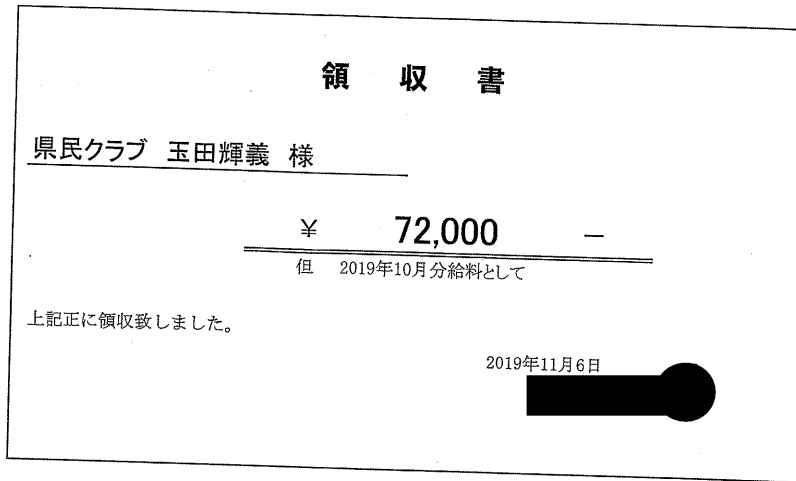 領収書
県民クラブ 玉田輝義 様
¥ 72,000 ―
但 2019年10月分給料として
上記正に領収致しました。
2019年11月6日